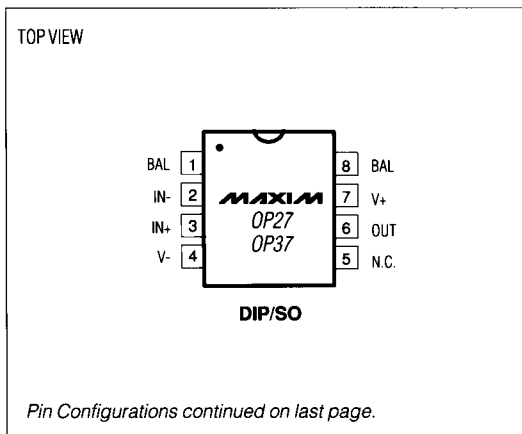 TOP VIEW
BAL 1
IN- 2
IN+ 3
V- 4
MAXIM
OP27
OP37
8 BAL
7 V+
6 OUT
5 N.C.
DIP/SO
Pin Configurations continued on last page.